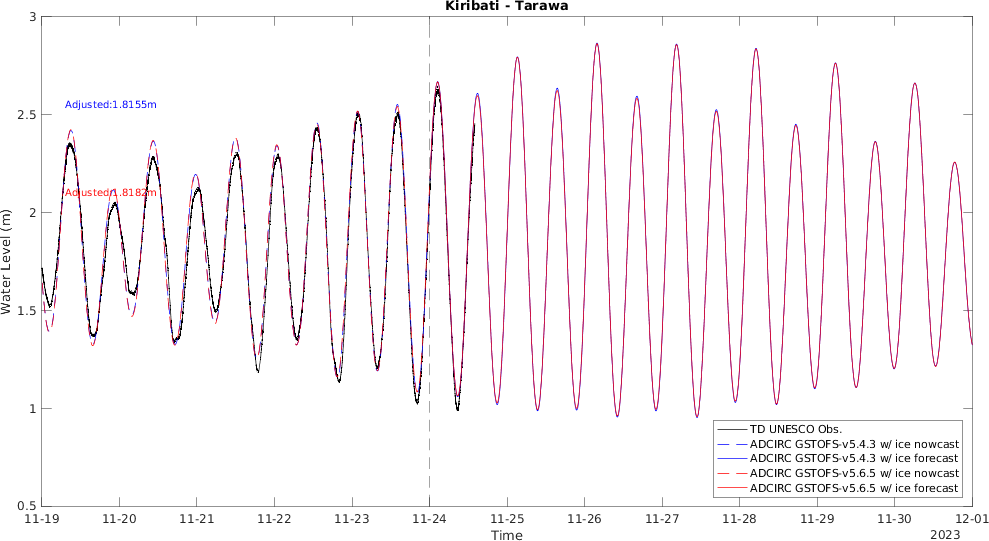 Kiribati - Tarawa
Water Level (m)
3
2.5
2
1.5
1
0.5
Adjusted:1.8155m
Adjusted:1.8182m
TD UNESCO Obs.
ADCIRC GSTOFS-v5.4.3 w/ ice nowcast
ADCIRC GSTOFS-v5.4.3 w/ ice forecast
ADCIRC GSTOFS-v5.6.5 w/ ice nowcast
ADCIRC GSTOFS-v5.6.5 w/ ice forecast
11-19 11-20 11-21 11-22 11-23 11-24 11-25 11-26 11-27 11-28 11-29 11-30 12-01
Time
2023